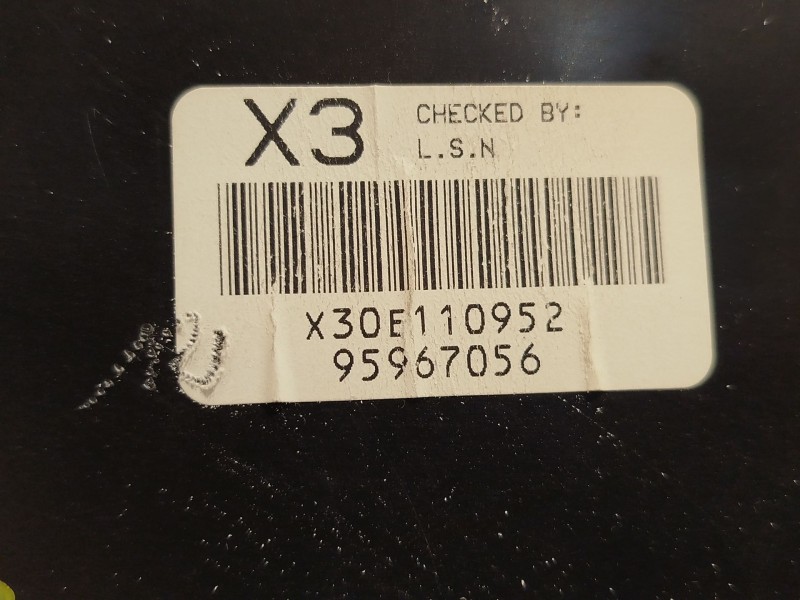 X3
CHECKED BY:
L.S.N
X30E110952
95967056